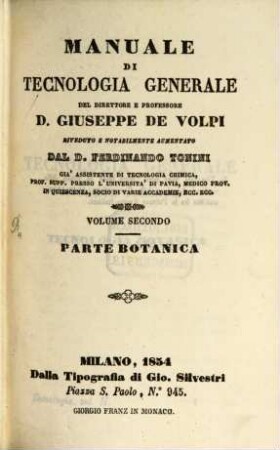 MANUALE
DI
TECNOLOGIA GENERALE
DEL DIRETTORE E PROFESSORE
D. GIUSEPPE DE VOLPI
RIVEDUTO E NOTABILMENTE AUMENTATO
DAL D. FERDINANDO TONINI
GIA' ASSISTENTE DI TECNOLOGIA CHIMICA,
PROF. SUPP. PRESSO L'UNIVERSITA' DI PAVIA, MEDICO PROV.
IN QUIESCENZA, SOCIO DI VARIE ACCADEMIE, ECC. ECC.
VOLUME SECONDO
PARTE BOTANICA
MILANO, 1854
Dalla Tipografia di Gio. Silvestri
Piazza S. Paolo, N.° 945.
GIORGIO FRANZ IN MONACO.